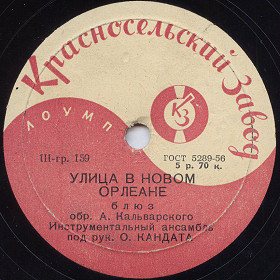 Красносельский Завод
ЛОУМП
КЗ
III-гр. 159
ГОСТ 5289-56
5 р. 70 к.
УЛИЦА В НОВОМ
ОРЛЕАНЕ
блюз
обр. А. Кальварского
Инструментальный ансамбль
под рук. О. КАНДАТА